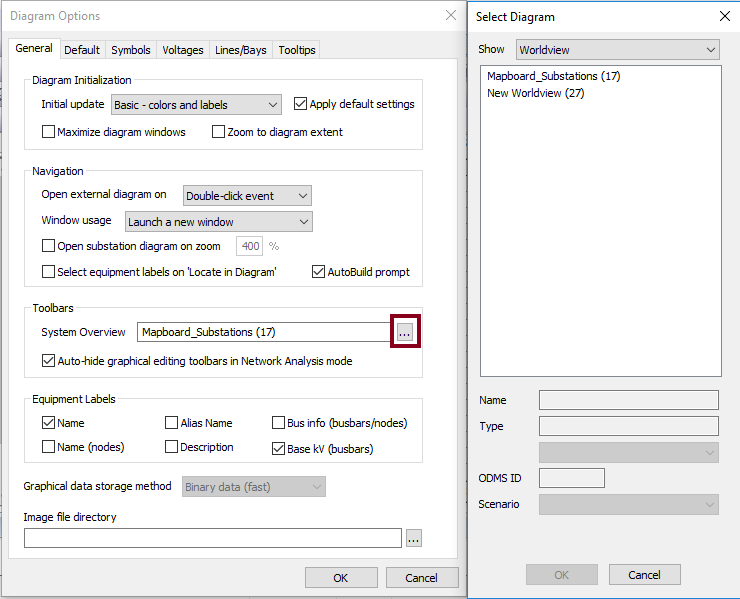 Diagram Options
General Default Symbols Voltages Lines/Bays Tooltips
Diagram Initialization
Initial update Basic - colors and labels Apply default settings
Maximize diagram windows Zoom to diagram extent
Navigation
Open external diagram on Double-click event
Window usage Launch a new window
Open substation diagram on zoom 400 %
Select equipment labels on 'Locate in Diagram' AutoBuild prompt
Toolbars
System Overview Mapboard_Substations (17) ...
Auto-hide graphical editing toolbars in Network Analysis mode
Equipment Labels
Name Alias Name Bus info (busbars/nodes)
Name (nodes) Description Base kV (busbars)
Graphical data storage method Binary data (fast)
Image file directory
...
OK Cancel
Select Diagram
Show Worldview
Mapboard_Substations (17)
New Worldview (27)
Name
Type
ODMS ID
Scenario
OK Cancel